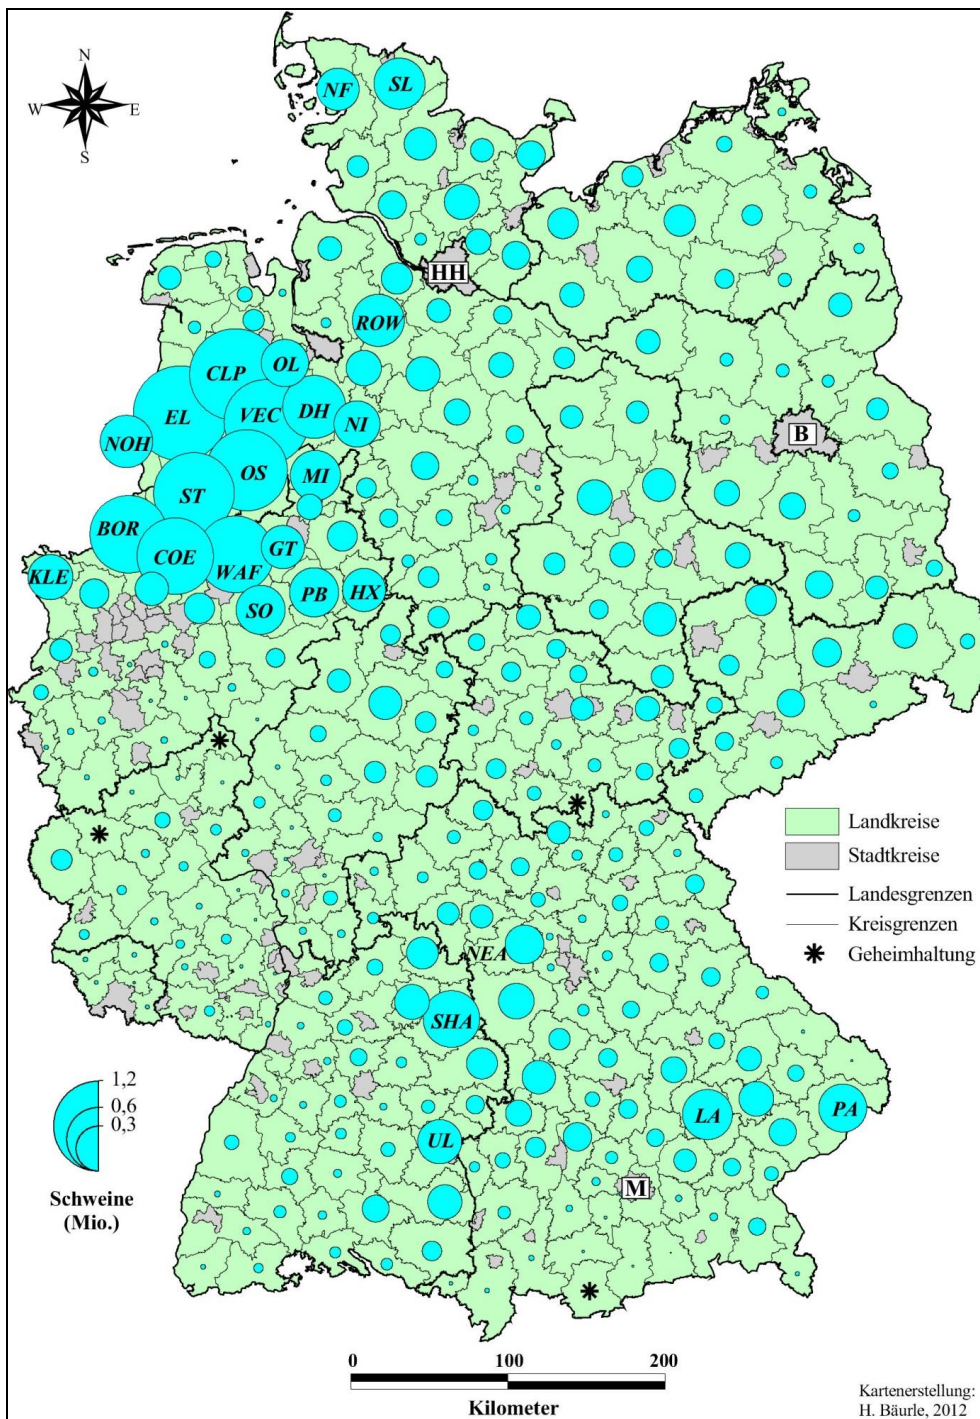 N
W E
S
NF SL
HH
ROW
OL
CLP
DH
VEC
EL
NI
NOH
B
OS
MI
ST
BOR
COE
GT
WAF
KLE
PB
HX
SO
Landkreise
Stadtkreise
Landesgrenzen
Kreisgrenzen
Geheimhaltung
NEA
SHA
1,2
0,6
0,3
LA
PA
UL
Schweine
(Mio.)
M
0 100 200
Kilometer
Kartenerstellung:
H. Bäurle, 2012